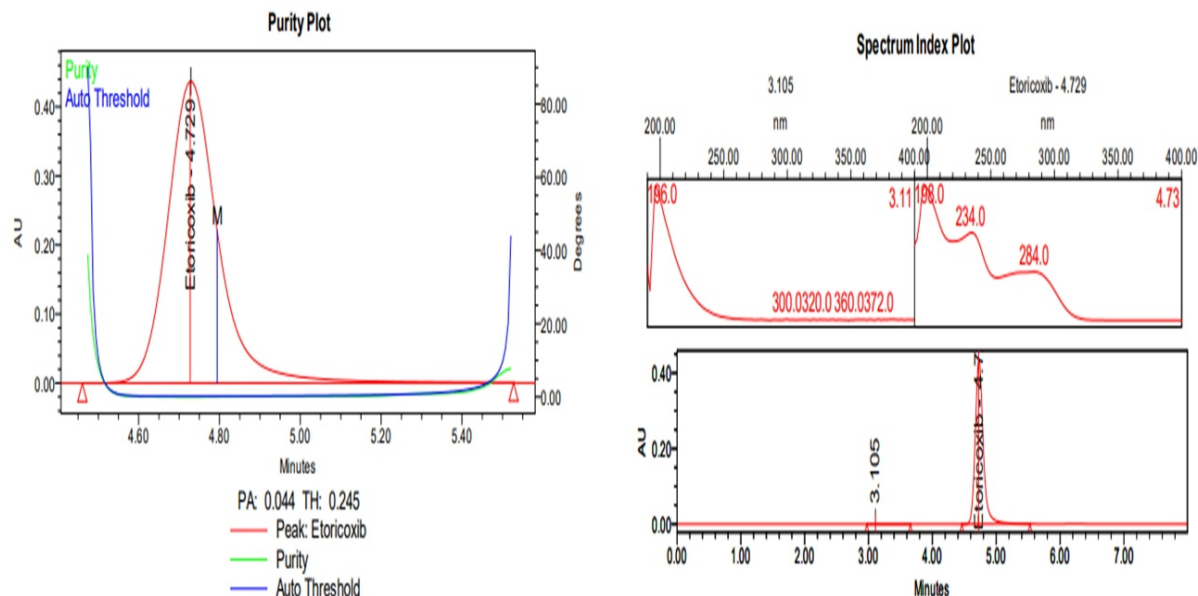 Purity Plot
Purity
Auto Threshold
0.40
0.30
0.20
0.10
0.00
AU
80.00
60.00
40.00
20.00
0.00
Degrees
Etoricoxib - 4.729
M
4.60 4.80 5.00 5.20 5.40
Minutes
PA: 0.044 TH: 0.245
Peak: Etoricoxib
Purity
Auto Threshold
Spectrum Index Plot
3.105 Etoricoxib - 4.729
nm nm
200.00 250.00 300.00 350.00 400.00 200.00 250.00 300.00 350.00 400.00
196.0 3.11 198.0 4.73
234.0
284.0
300.0320.0 360.0372.0
0.40
0.20
0.00
AU
3.105
Etoricoxib - 4.7
0.00 1.00 2.00 3.00 4.00 5.00 6.00 7.00
Minutes